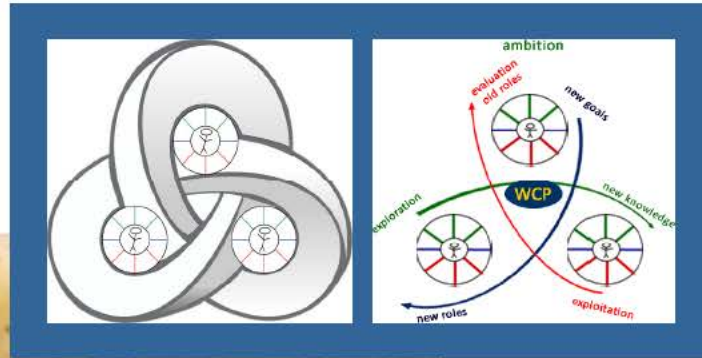 ambition
evaluation
old roles
new goals
WCP
exploration
new knowledge
new roles
exploitation